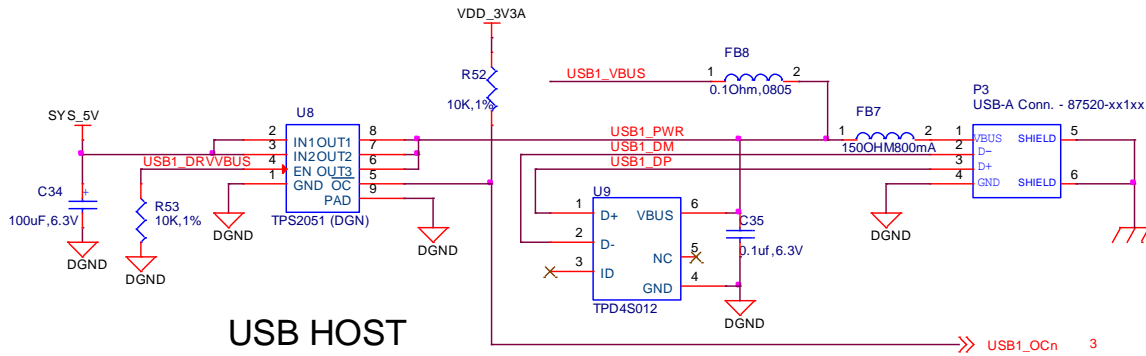 VDD_3V3A
FB8
USB1_VBUS 1 2
0.1Ohm,0805
R52
10K,1%
P3
USB-A Conn. - 87520-xx1xx
SYS_5V
U8
FB7
2 IN1 OUT1 8
3 IN2 OUT2 7
USB1_DRVVBUS 4 EN OUT3 6
1 GND OC 5
PAD 9
TPS2051 (DGN)
USB1_PWR
USB1_DM
USB1_DP
1 2
150OHM800mA
1 VBUS SHIELD 5
2 D-
3 D+
4 GND SHIELD 6
C34
+
100uF,6.3V
R53
10K,1%
DGND
DGND
DGND
DGND
DGND
U9
1 D+ VBUS 6
2 D-
NC 5
3 ID
GND 4
TPD4S012
C35
0.1uf,6.3V
DGND
USB HOST
USB1_OCn 3